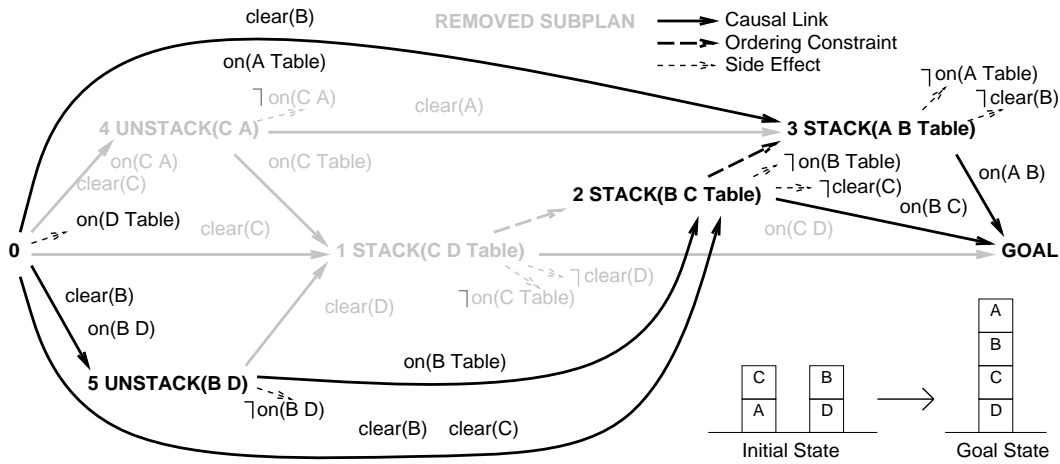 clear(B)
REMOVED SUBPLAN
Causal Link
Ordering Constraint
Side Effect
on(A Table)
¬on(A Table)
¬on(C A)
clear(A)
¬clear(B)
4 UNSTACK(C A)
3 STACK(A B Table)
on(C A)
on(C Table)
¬on(B Table)
on(A B)
clear(C)
2 STACK(B C Table)
¬clear(C)
on(D Table)
on(B C)
clear(C)
on(C D)
0
1 STACK(C D Table)
GOAL
¬clear(D)
¬on(C Table)
clear(B)
clear(D)
on(B D)
on(B Table)
5 UNSTACK(B D)
¬on(B D)
clear(B) clear(C)
C
A
B
D
Initial State
A
B
C
D
Goal State